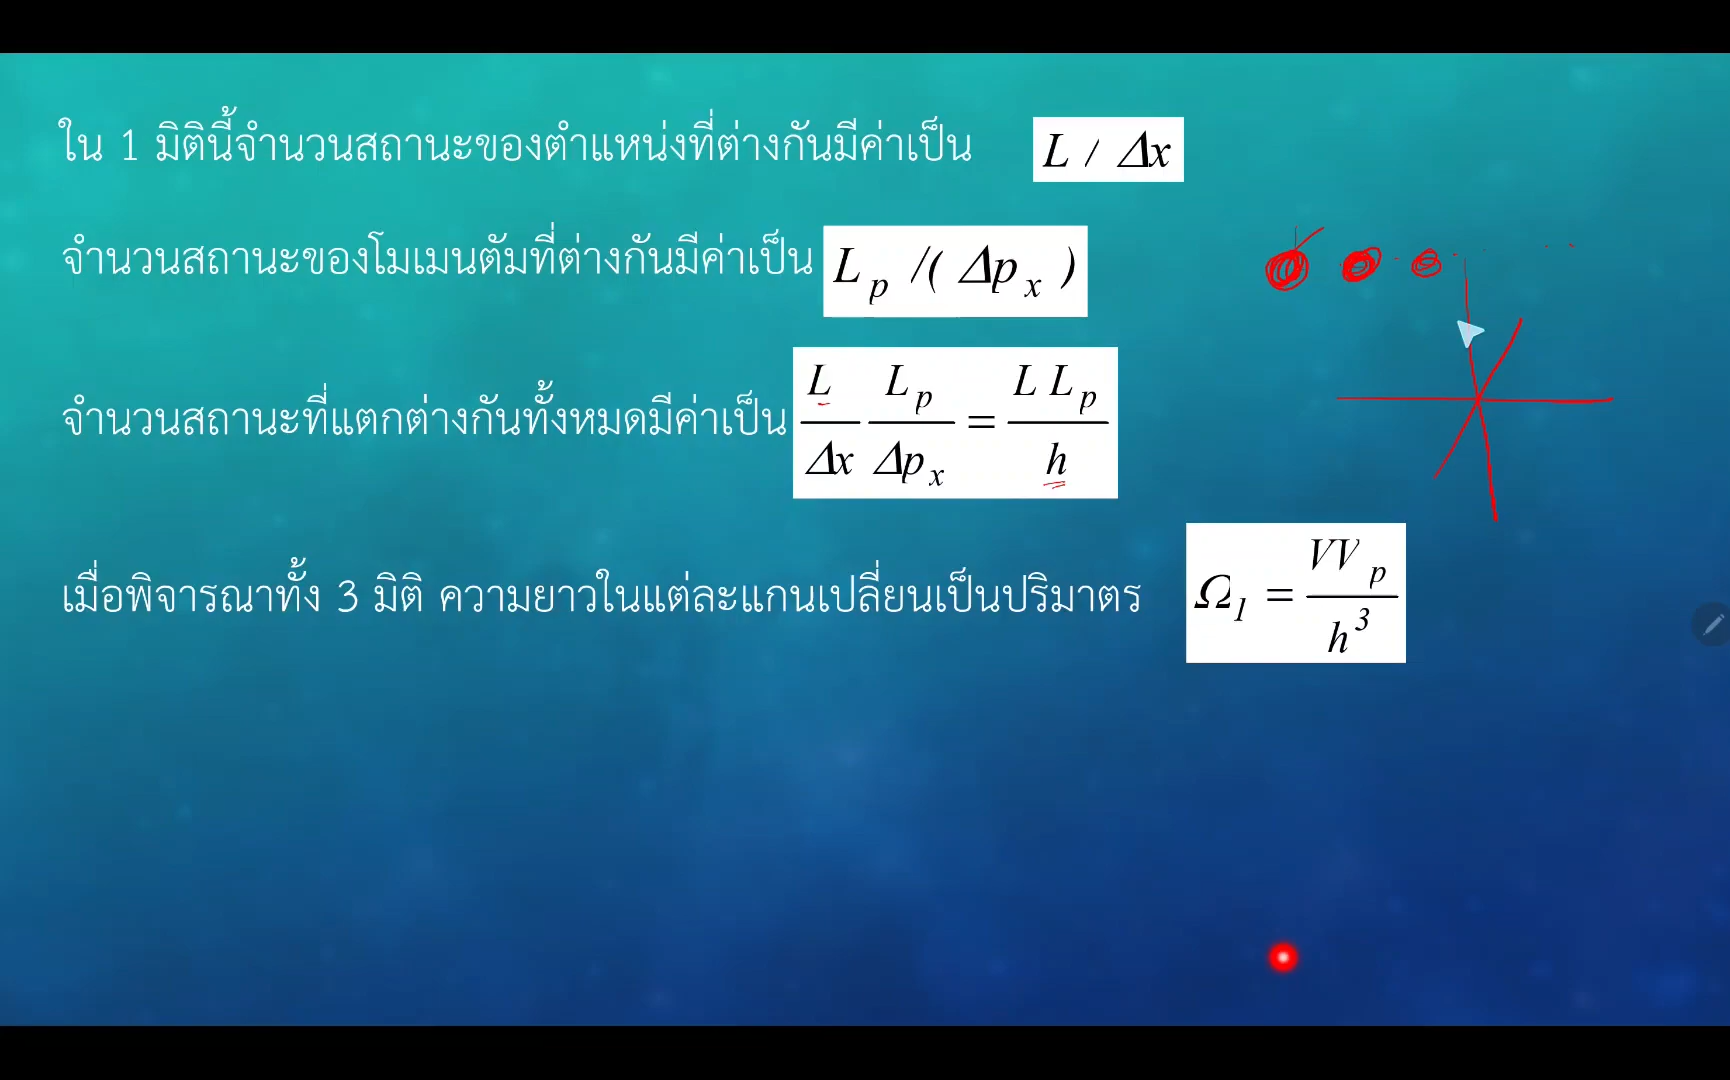 ใน 1 มิตินี้จำนวนสถานะของตำแหน่งที่ต่างกันมีค่าเป็น L / Δx
จำนวนสถานะของโมเมนตัมที่ต่างกันมีค่าเป็น L_p /( Δp_x )
จำนวนสถานะที่แตกต่างกันทั้งหมดมีค่าเป็น \frac{L}{Δx} \frac{L_p}{Δp_x} = \frac{L L_p}{h}
เมื่อพิจารณาทั้ง 3 มิติ ความยาวในแต่ละแกนเปลี่ยนเป็นปริมาตร Ω_1 = \frac{VV_p}{h^3}